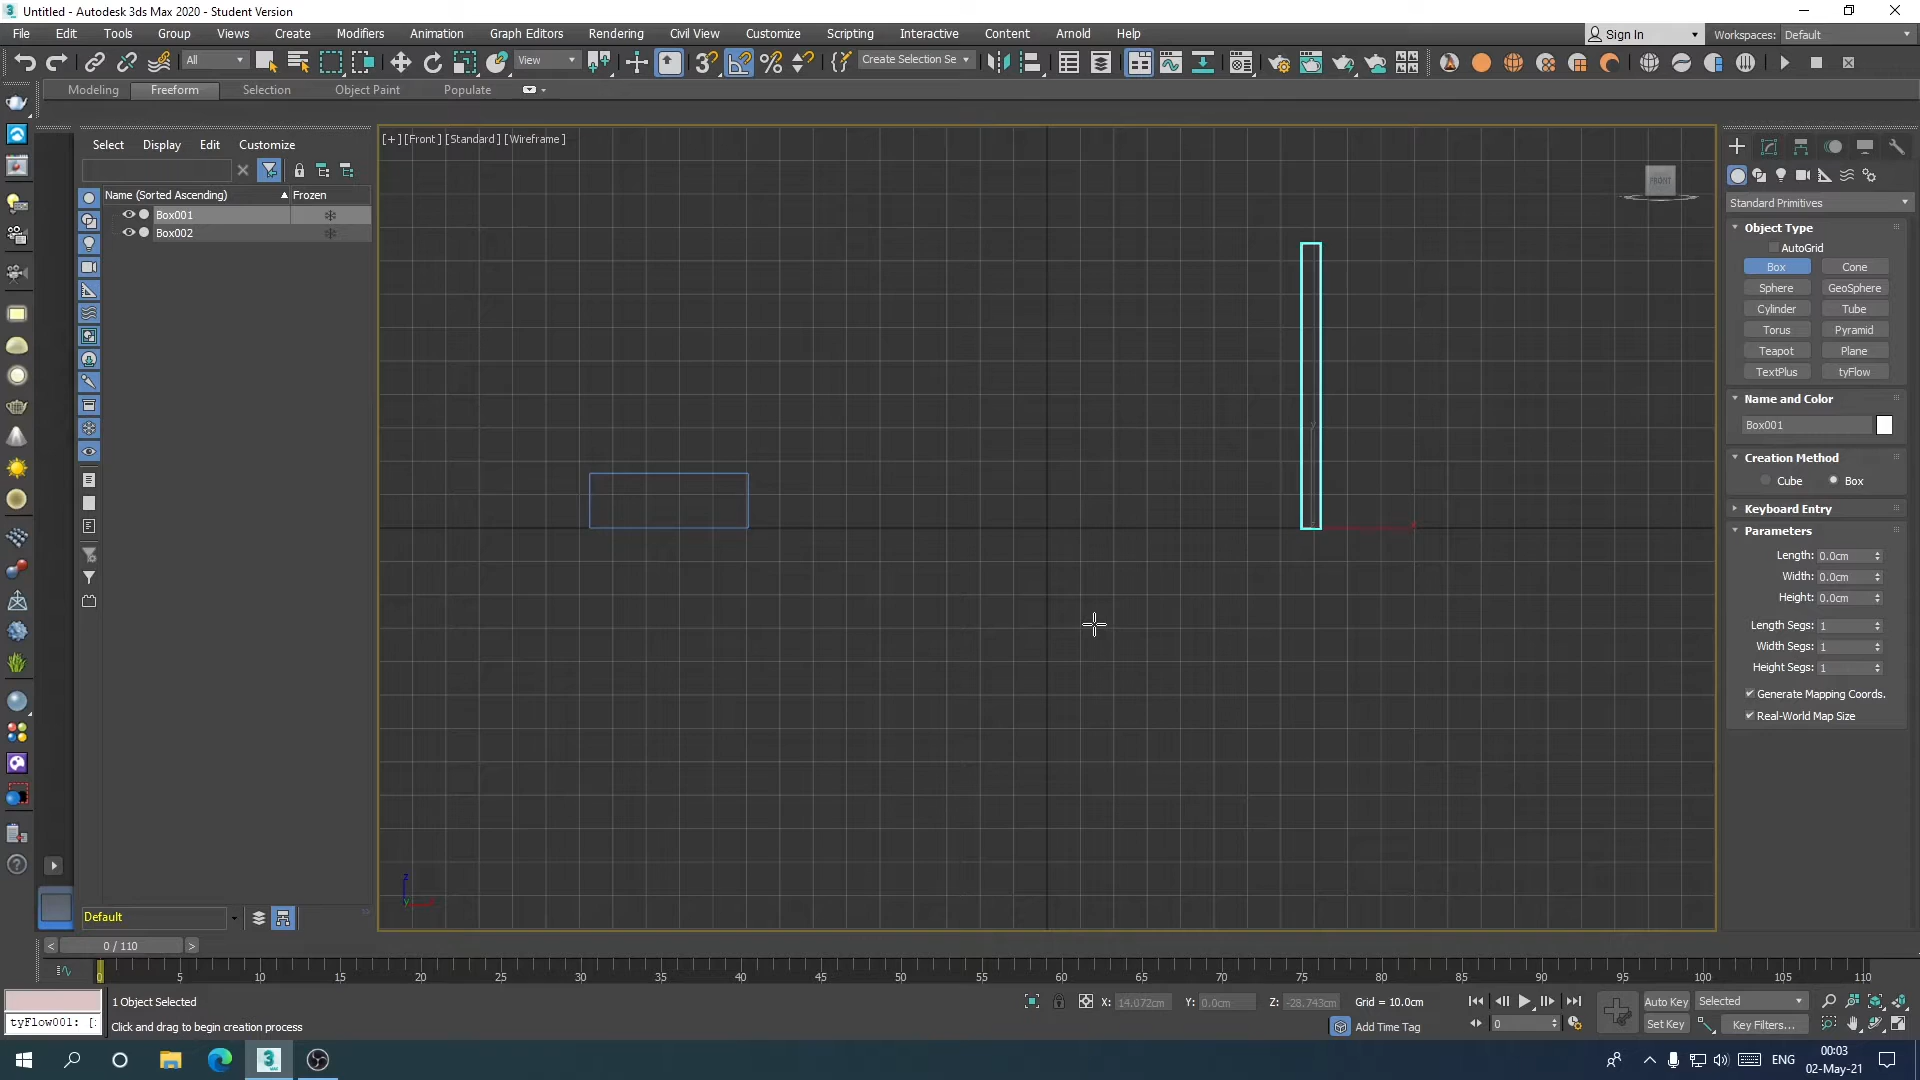 Untitled - Autodesk 3ds Max 2020 - Student Version
File Edit Tools Group Views Create Modifiers Animation Graph Editors Rendering Civil View Customize Scripting Interactive Content Arnold Help Sign In Workspaces: Default
All View Create Selection Se
Modeling Freeform Selection Object Paint Populate
Select Display Edit Customize
Name (Sorted Ascending) Frozen
Box001
Box002
[+] [Front] [Standard] [Wireframe]
FRONT
Standard Primitives
Object Type
AutoGrid
Box Cone
Sphere GeoSphere
Cylinder Tube
Torus Pyramid
Teapot Plane
TextPlus tyFlow
Name and Color
Box001
Creation Method
Cube Box
Keyboard Entry
Parameters
Length: 0.0cm
Width: 0.0cm
Height: 0.0cm
Length Segs: 1
Width Segs: 1
Height Segs: 1
Generate Mapping Coords.
Real-World Map Size
z
y
Default
0 / 110
0 5 10 15 20 25 30 35 40 45 50 55 60 65 70 75 80 85 90 95 100 105 110
1 Object Selected X: 14.072cm Y: 0.0cm Z: -28.743cm Grid = 10.0cm Auto Key Selected
tyFlow001: [: Click and drag to begin creation process Add Time Tag 0 Set Key Key Filters...
3 MAX ENG 00:03
02-May-21